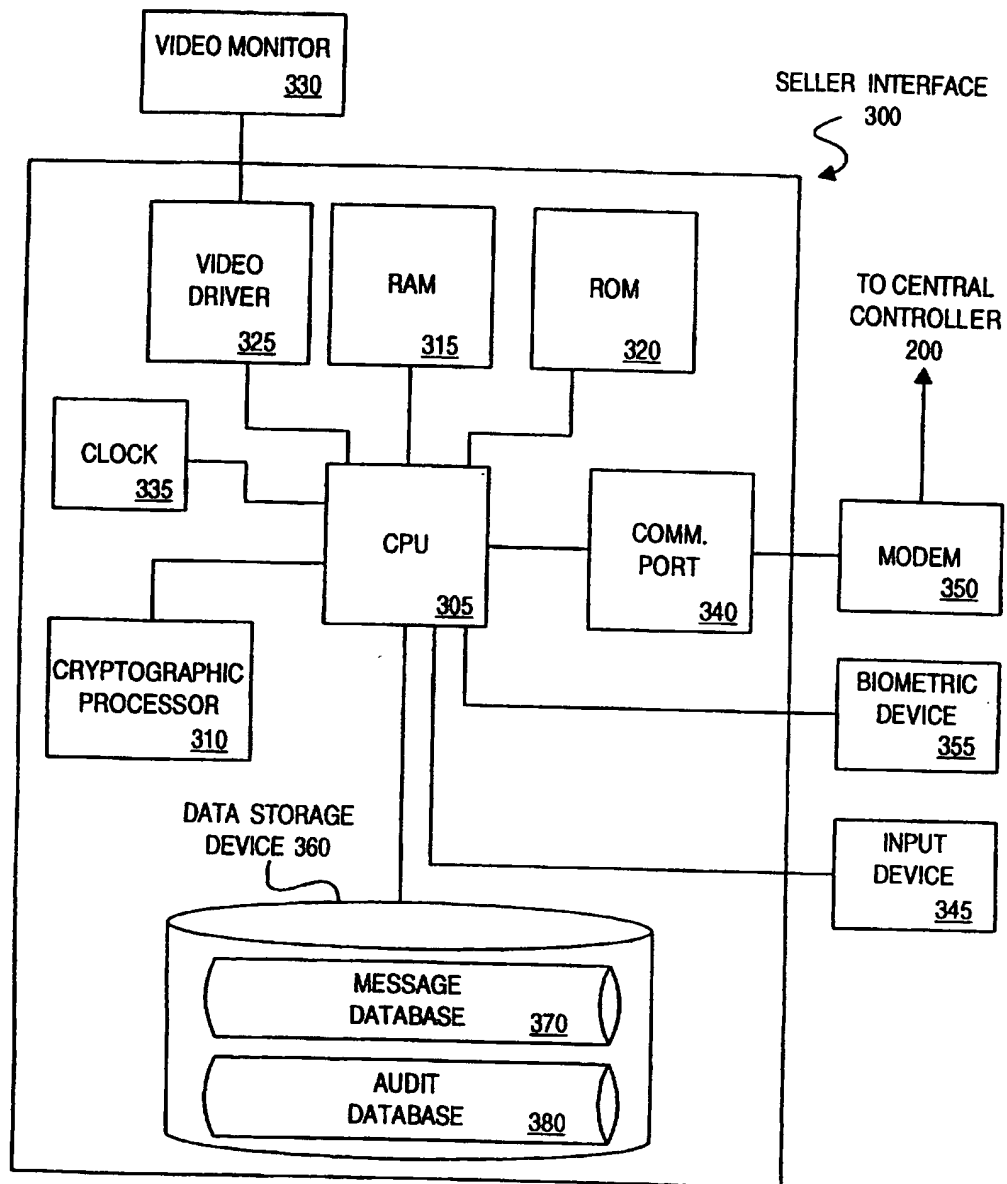 VIDEO MONITOR
330
SELLER INTERFACE
300
VIDEO
DRIVER
325
RAM
315
ROM
320
TO CENTRAL
CONTROLLER
200
CLOCK
335
CPU
305
COMM.
PORT
340
MODEM
350
CRYPTOGRAPHIC
PROCESSOR
310
BIOMETRIC
DEVICE
355
DATA STORAGE
DEVICE 360
INPUT
DEVICE
345
MESSAGE
DATABASE 370
AUDIT
DATABASE 380